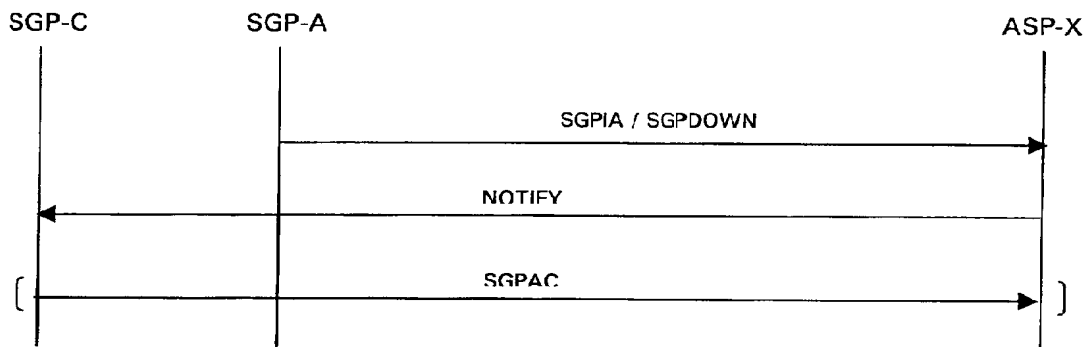 SGP-C SGP-A ASP-X
SGPIA / SGPDOWN
NOTIFY
[ SGPAC ]